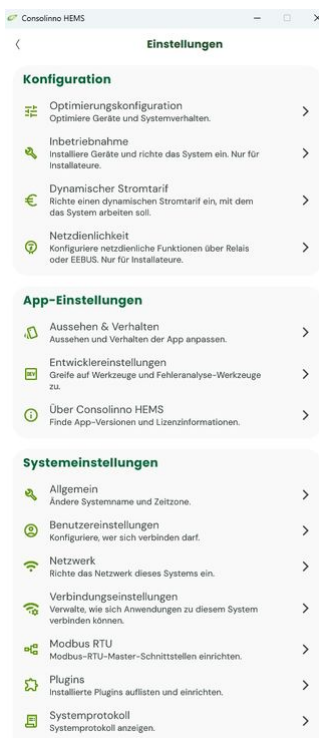 Consolinno HEMS
Einstellungen
Konfiguration
Optimierungskonfiguration
Optimiere Geräte und Systemverhalten.
Inbetriebnahme
Installiere Geräte und richte das System ein. Nur für
Installateure.
Dynamischer Stromtarif
Richte einen dynamischen Stromtarif ein, mit dem
das System arbeiten soll.
Netzdienlichkeit
Konfiguriere netzdienliche Funktionen über Relais
oder EEBUS. Nur für Installateure.
App-Einstellungen
Aussehen & Verhalten
Aussehen und Verhalten der App anpassen.
Entwicklereinstellungen
DEV
Greife auf Werkzeuge und Fehleranalyse-Werkzeuge
zu.
Über Consolinno HEMS
Finde App-Versionen und Lizenzinformationen.
Systemeinstellungen
Allgemein
Ändere Systemname und Zeitzone.
Benutzereinstellungen
Konfiguriere, wer sich verbinden darf.
Netzwerk
Richte das Netzwerk dieses Systems ein.
Verbindungseinstellungen
Verwalte, wie sich Anwendungen zu diesem System
verbinden können.
Modbus RTU
Modbus-RTU-Master-Schnittstellen einrichten.
Plugins
Installierte Plugins auflisten und einrichten.
Systemprotokoll
Systemprotokoll anzeigen.